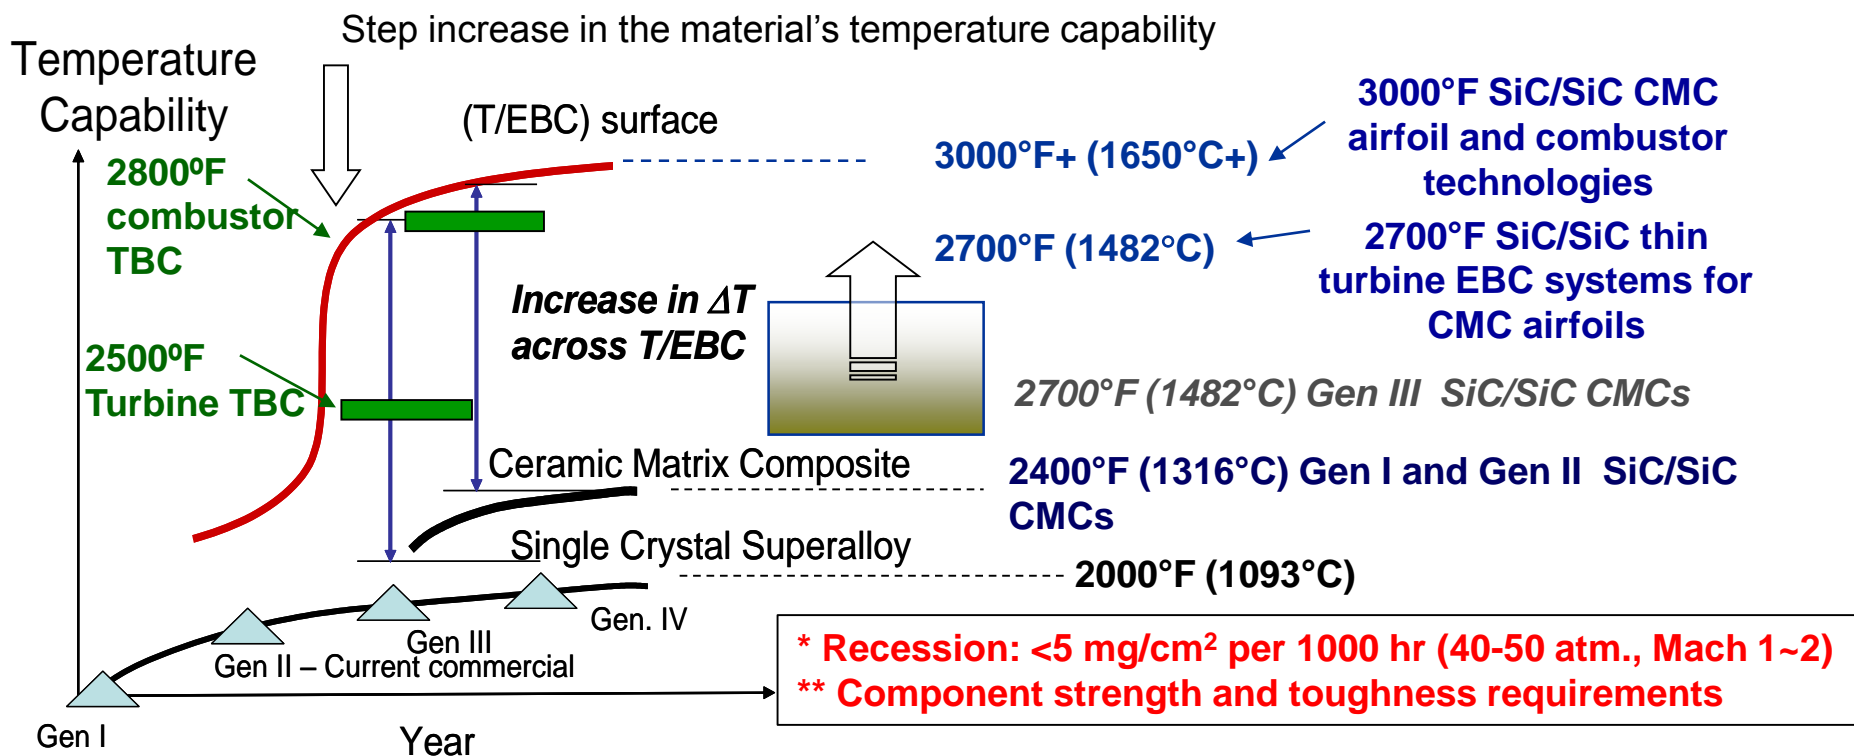 Step increase in the material's temperature capability
Temperature
Capability
(T/EBC) surface
2800ºF
combustor
TBC
3000°F+ (1650°C+)
3000°F SiC/SiC CMC
airfoil and combustor
technologies
2700°F (1482°C)
2700°F SiC/SiC thin
turbine EBC systems for
CMC airfoils
Increase in ΔT
across T/EBC
2500ºF
Turbine TBC
2700°F (1482°C) Gen III SiC/SiC CMCs
Ceramic Matrix Composite
2400°F (1316°C) Gen I and Gen II SiC/SiC
CMCs
Single Crystal Superalloy
2000°F (1093°C)
Gen. IV
Gen III
Gen II – Current commercial
Gen I
Year
* Recession: <5 mg/cm² per 1000 hr (40-50 atm., Mach 1~2)
** Component strength and toughness requirements